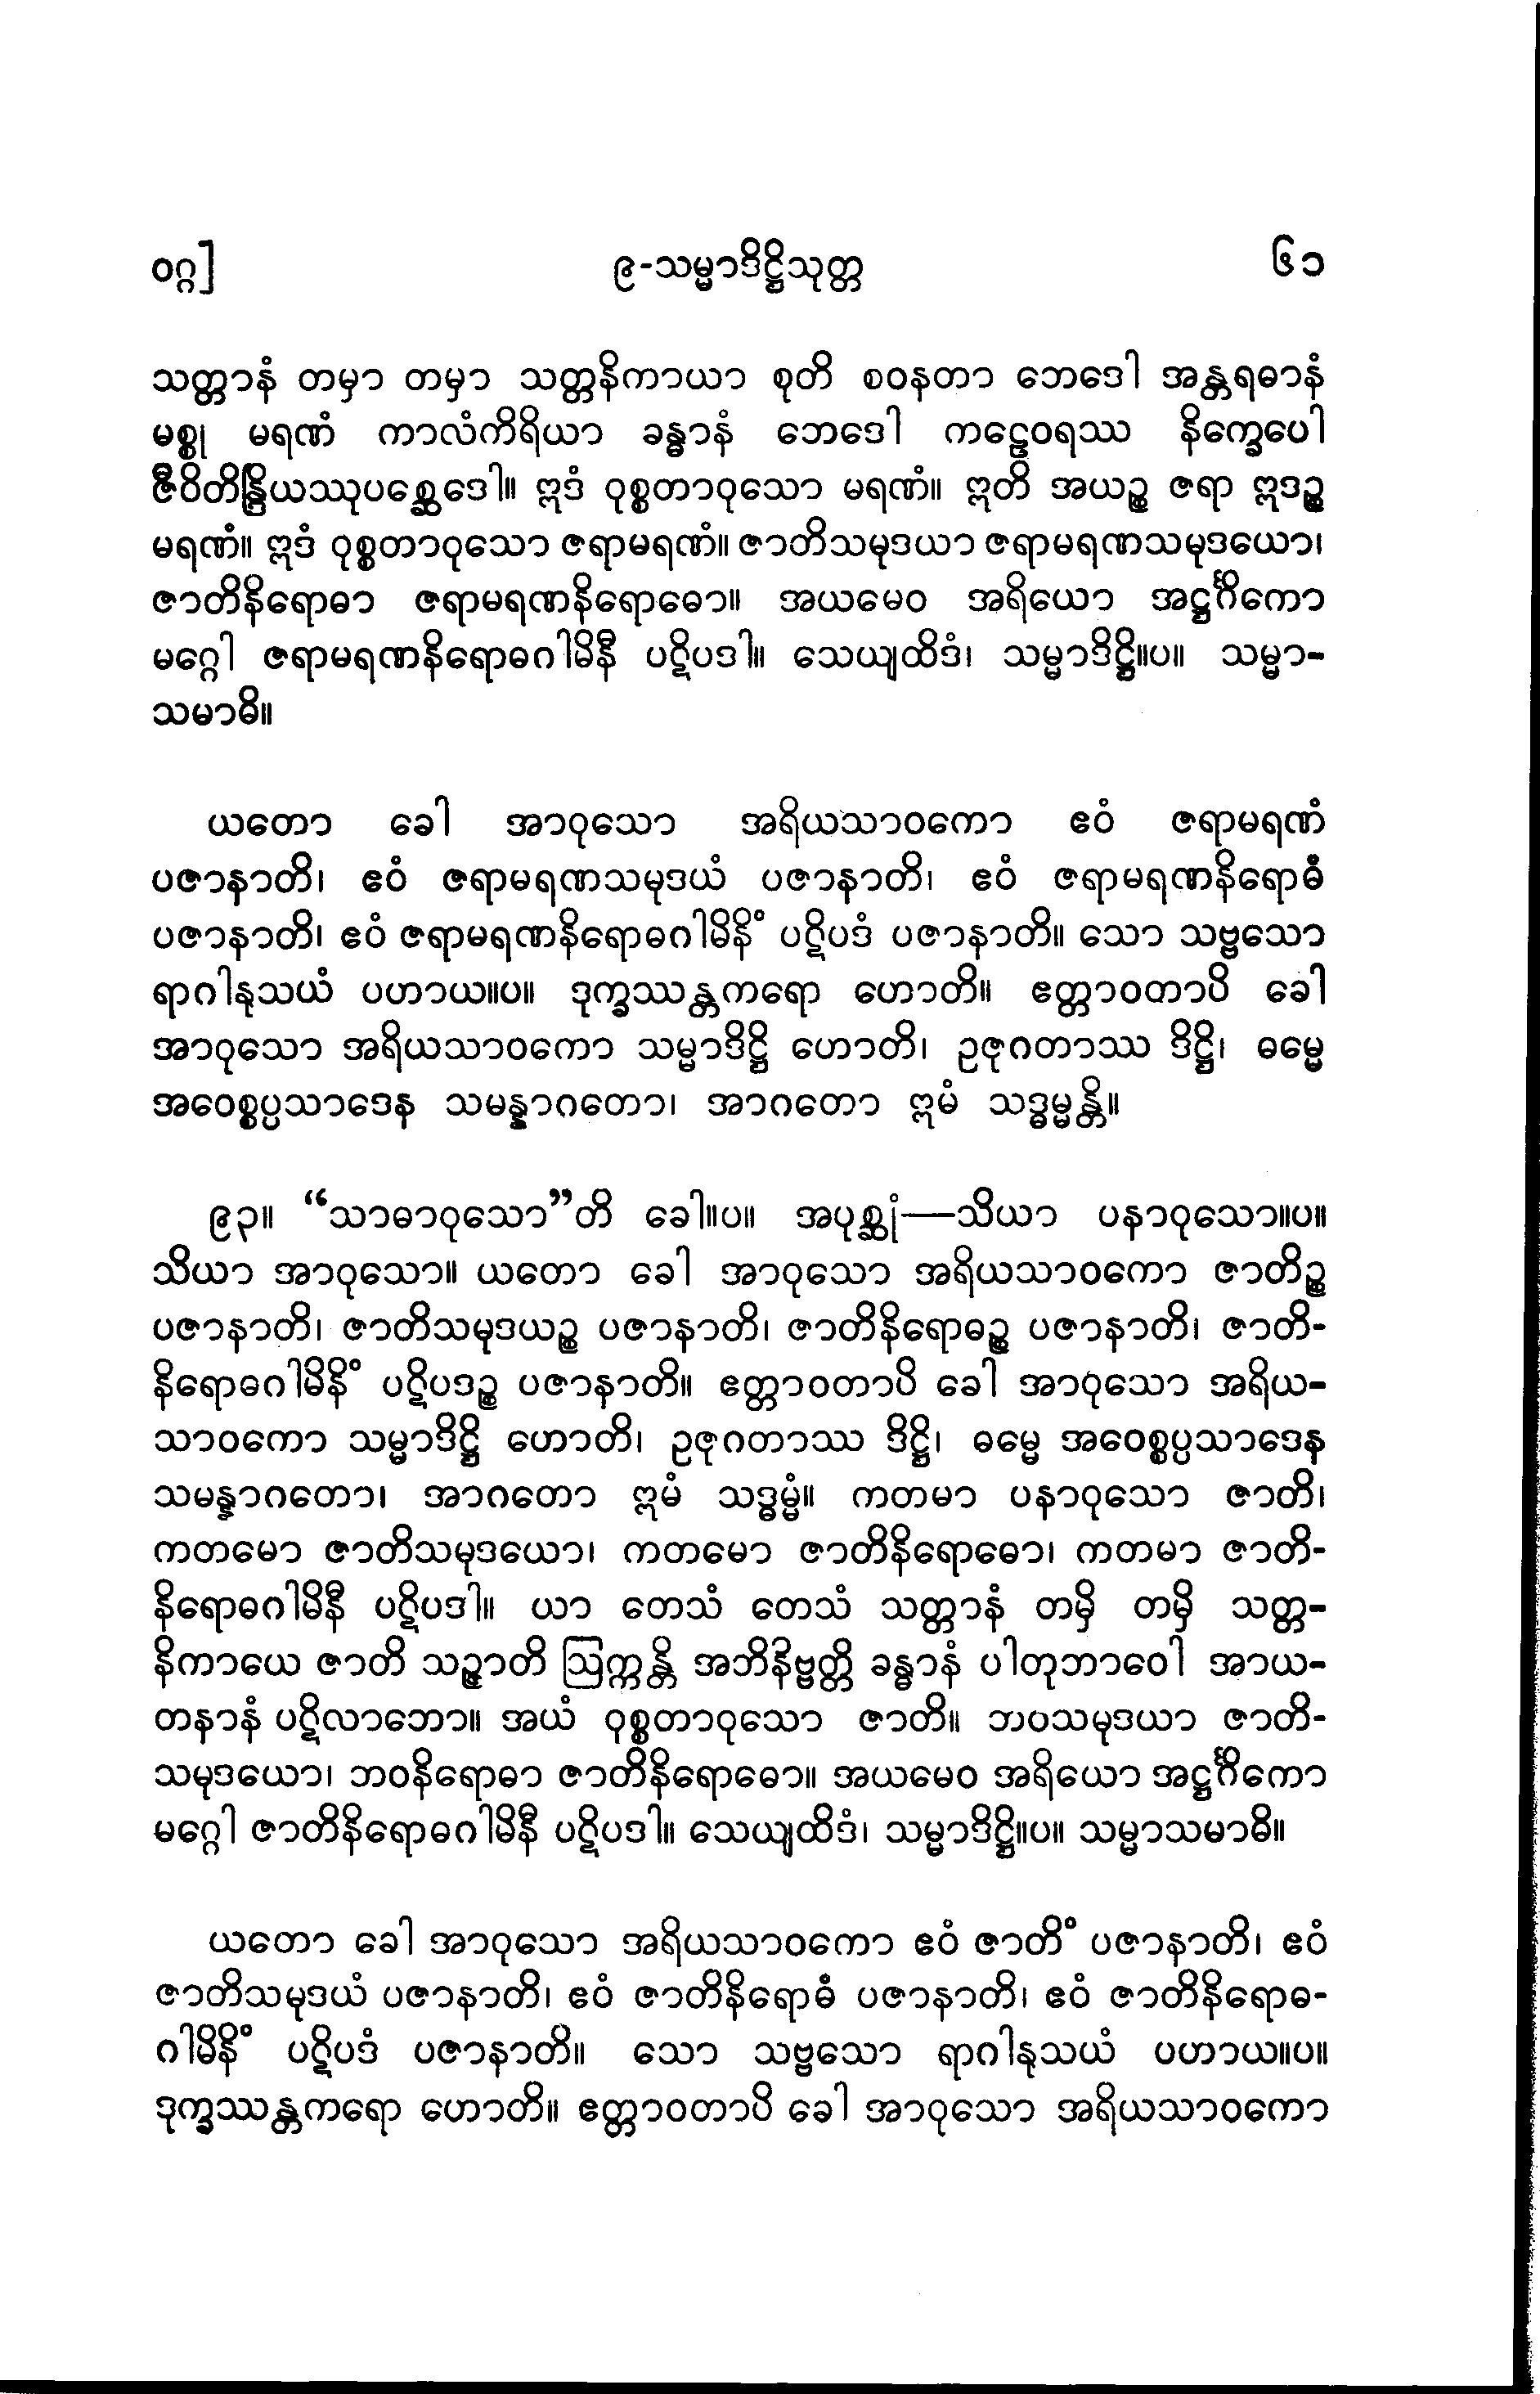 ဝဂ္ဂ]
၉-သမ္မာဒိဋ္ဌိသုတ္တ
၆၁
သတ္တာနံ တမှာ တမှာ သတ္တနိကာယာ စုတိ စဝနတာ ဘေဒေါ အန္တရဓာနံ
မစ္စု မရဏံ ကာလံကိရိယာ ခန္ဓာနံ ဘေဒေါ ကဠေဝရဿ နိက္ခေပေါ
ဇီဝိတိန္ဒြိယဿုပစ္ဆေဒေါ။ ဣဒံ ဝုစ္စတာဝုသော မရဏံ။ ဣတိ အယဉ္စ ဇရာ ဣဒဉ္စ
မရဏံ။ ဣဒံ ဝုစ္စတာဝုသော ဇရာမရဏံ။ ဇာတိသမုဒယာ ဇရာမရဏသမုဒယော၊
ဇာတိနိရောဓာ ဇရာမရဏနိရောဓော။ အယမေဝ အရိယော အဋ္ဌင်္ဂိကော
မဂ္ဂေါ ဇရာမရဏနိရောဓဂါမိနီ ပဋိပဒါ။ သေယျထိဒံ၊ သမ္မာဒိဋ္ဌိ။ပ။ သမ္မာ-
သမာဓိ။
ယတော ခေါ အာဝုသော အရိယသာဝကော ဧဝံ ဇရာမရဏံ
ပဇာနာတိ၊ ဧဝံ ဇရာမရဏသမုဒယံ ပဇာနာတိ၊ ဧဝံ ဇရာမရဏနိရောဓံ
ပဇာနာတိ၊ ဧဝံ ဇရာမရဏနိရောဓဂါမိနိံ ပဋိပဒံ ပဇာနာတိ။ သော သဗ္ဗသော
ရာဂါနုသယံ ပဟာယ။ပ။ ဒုက္ခဿန္တကရော ဟောတိ။ ဧတ္တာဝတာပိ ခေါ
အာဝုသော အရိယသာဝကော သမ္မာဒိဋ္ဌိ ဟောတိ၊ ဥဇုဂတာဿ ဒိဋ္ဌိ၊ ဓမ္မေ
အဝေစ္စပ္ပသာဒေန သမန္နာဂတော၊ အာဂတော ဣမံ သဒ္ဓမ္မန္တိ။
၉၃။ “သာဓာဝုသော”တိ ခေါ။ပ။ အပုစ္ဆုံ—သိယာ ပနာဝုသော။ပ။
သိယာ အာဝုသော။ ယတော ခေါ အာဝုသော အရိယသာဝကော ဇာတိဉ္စ
ပဇာနာတိ၊ ဇာတိသမုဒယဉ္စ ပဇာနာတိ၊ ဇာတိနိရောဓဉ္စ ပဇာနာတိ၊ ဇာတိ-
နိရောဓဂါမိနိံ ပဋိပဒဉ္စ ပဇာနာတိ။ ဧတ္တာဝတာပိ ခေါ အာဝုသော အရိယ-
သာဝကော သမ္မာဒိဋ္ဌိ ဟောတိ၊ ဥဇုဂတာဿ ဒိဋ္ဌိ၊ ဓမ္မေ အဝေစ္စပ္ပသာဒေန
သမန္နာဂတော၊ အာဂတော ဣမံ သဒ္ဓမ္မံ။ ကတမာ ပနာဝုသော ဇာတိ၊
ကတမော ဇာတိသမုဒယော၊ ကတမော ဇာတိနိရောဓော၊ ကတမာ ဇာတိ-
နိရောဓဂါမိနီ ပဋိပဒါ။ ယာ တေသံ တေသံ သတ္တာနံ တမှိ တမှိ သတ္တ-
နိကာယေ ဇာတိ သဉ္ဇာတိ ဩက္ကန္တိ အဘိနိဗ္ဗတ္တိ ခန္ဓာနံ ပါတုဘာဝေါ အာယ-
တနာနံ ပဋိလာဘော။ အယံ ဝုစ္စတာဝုသော ဇာတိ။ ဘဝသမုဒယာ ဇာတိ-
သမုဒယော၊ ဘဝနိရောဓာ ဇာတိနိရောဓော။ အယမေဝ အရိယော အဋ္ဌင်္ဂိကော
မဂ္ဂေါ ဇာတိနိရောဓဂါမိနီ ပဋိပဒါ။ သေယျထိဒံ၊ သမ္မာဒိဋ္ဌိ။ပ။ သမ္မာသမာဓိ။
ယတော ခေါ အာဝုသော အရိယသာဝကော ဧဝံ ဇာတိံ ပဇာနာတိ၊ ဧဝံ
ဇာတိသမုဒယံ ပဇာနာတိ၊ ဧဝံ ဇာတိနိရောဓံ ပဇာနာတိ၊ ဧဝံ ဇာတိနိရောဓ-
ဂါမိနိံ ပဋိပဒံ ပဇာနာတိ။ သော သဗ္ဗသော ရာဂါနုသယံ ပဟာယ။ပ။
ဒုက္ခဿန္တကရော ဟောတိ။ ဧတ္တာဝတာပိ ခေါ အာဝုသော အရိယသာဝကော